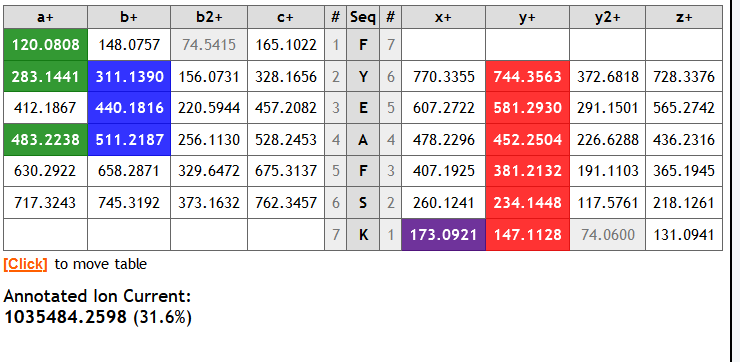 a+ b+ b2+ c+ # Seq # x+ y+ y2+ z+
120.0808 148.0757 74.5415 165.1022 1 F 7
283.1441 311.1390 156.0731 328.1656 2 Y 6 770.3355 744.3563 372.6818 728.3376
412.1867 440.1816 220.5944 457.2082 3 E 5 607.2722 581.2930 291.1501 565.2742
483.2238 511.2187 256.1130 528.2453 4 A 4 478.2296 452.2504 226.6288 436.2316
630.2922 658.2871 329.6472 675.3137 5 F 3 407.1925 381.2132 191.1103 365.1945
717.3243 745.3192 373.1632 762.3457 6 S 2 260.1241 234.1448 117.5761 218.1261
7 K 1 173.0921 147.1128 74.0600 131.0941
[Click] to move table
Annotated Ion Current:
1035484.2598 (31.6%)